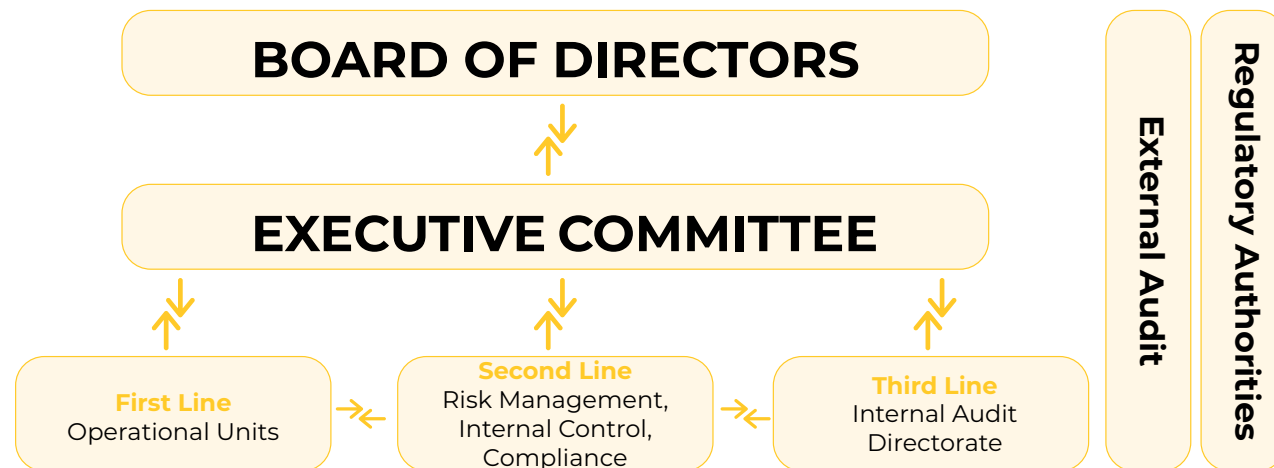 BOARD OF DIRECTORS
EXECUTIVE COMMITTEE
First Line
Operational Units
Second Line
Risk Management,
Internal Control,
Compliance
Third Line
Internal Audit
Directorate
External Audit
Regulatory Authorities